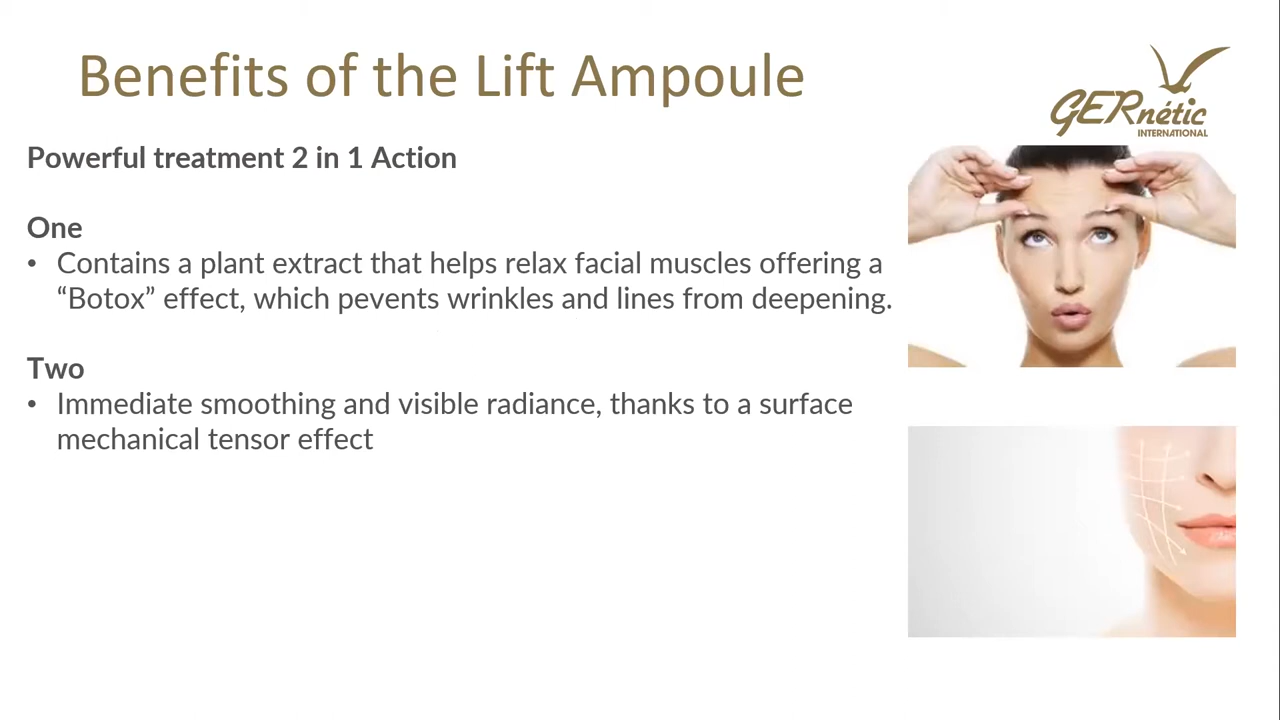 Benefits of the Lift Ampoule
GERnétic
INTERNATIONAL
Powerful treatment 2 in 1 Action
One
• Contains a plant extract that helps relax facial muscles offering a
“Botox” effect, which pevents wrinkles and lines from deepening.
Two
• Immediate smoothing and visible radiance, thanks to a surface
mechanical tensor effect